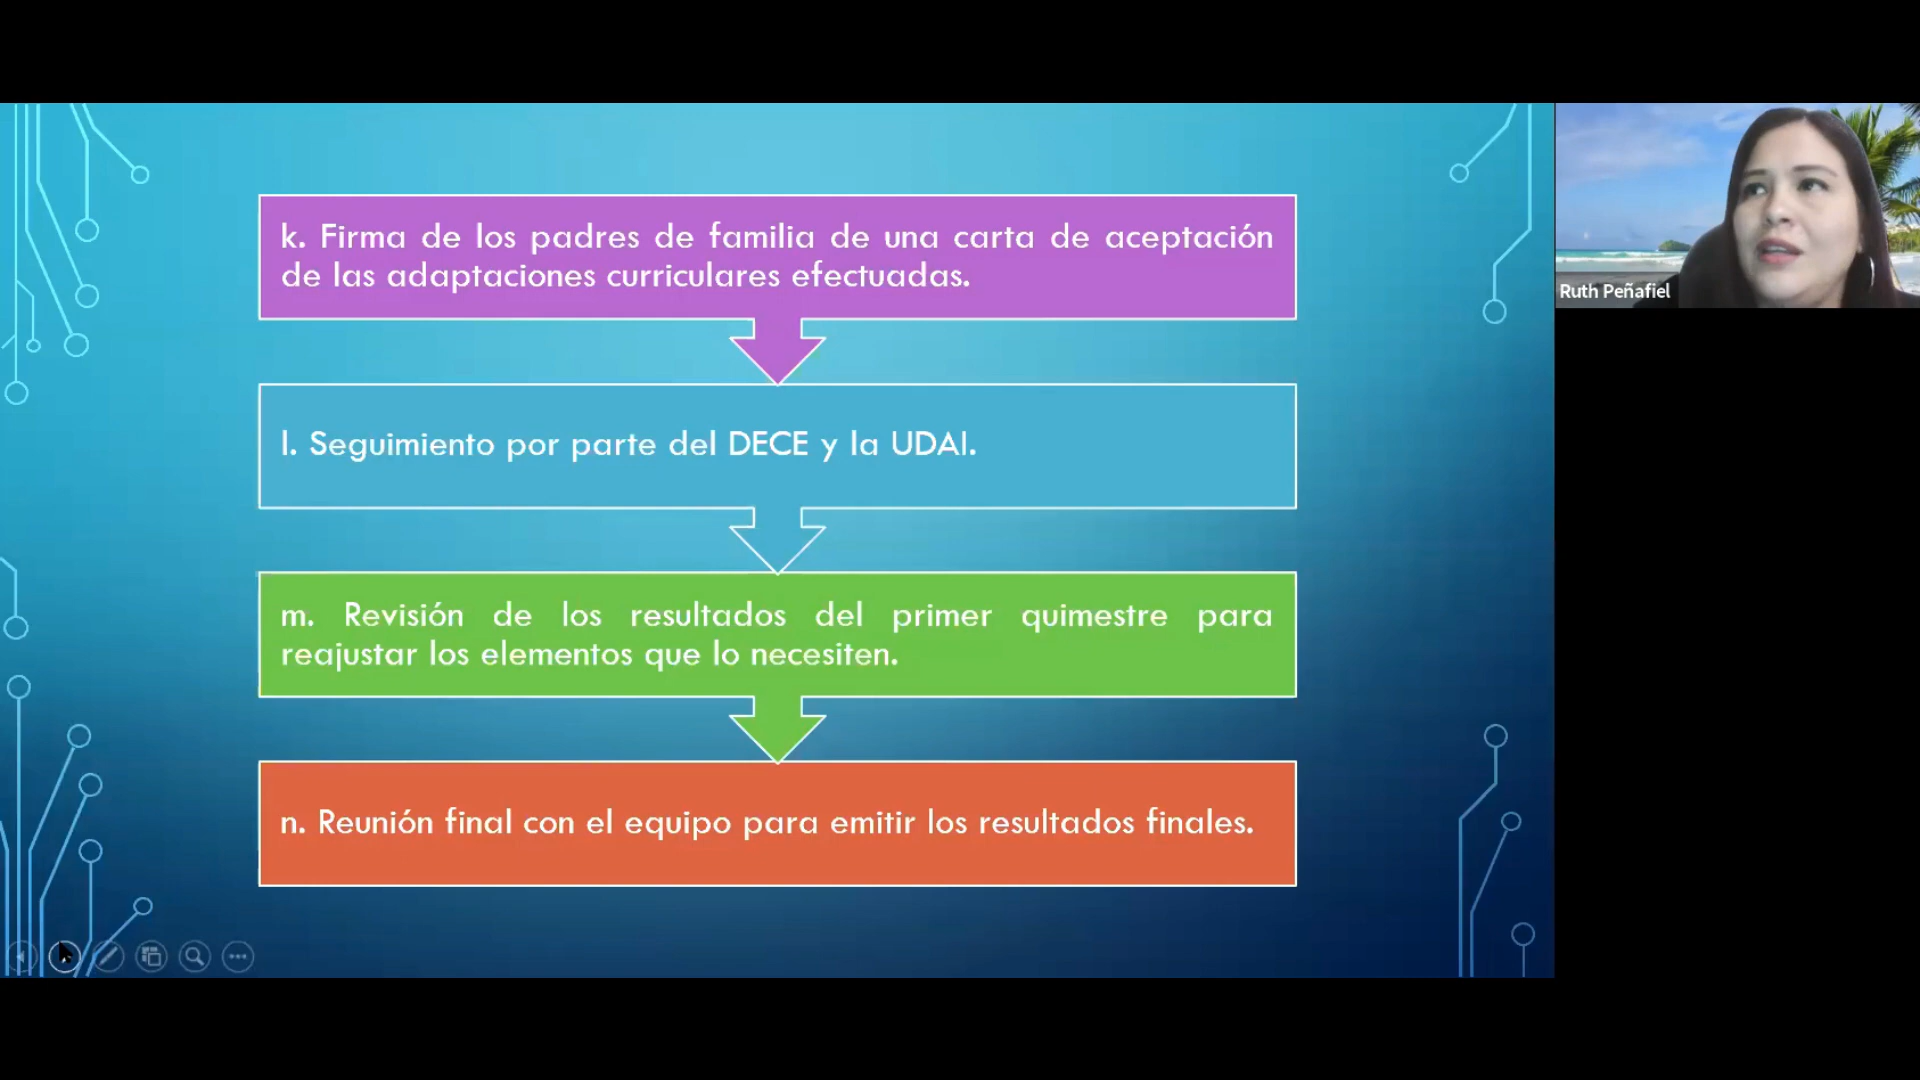 k. Firma de los padres de familia de una carta de aceptación
de las adaptaciones curriculares efectuadas.
l. Seguimiento por parte del DECE y la UDAI.
m. Revisión de los resultados del primer quimestre para
reajustar los elementos que lo necesiten.
n. Reunión final con el equipo para emitir los resultados finales.
Ruth Peñafiel